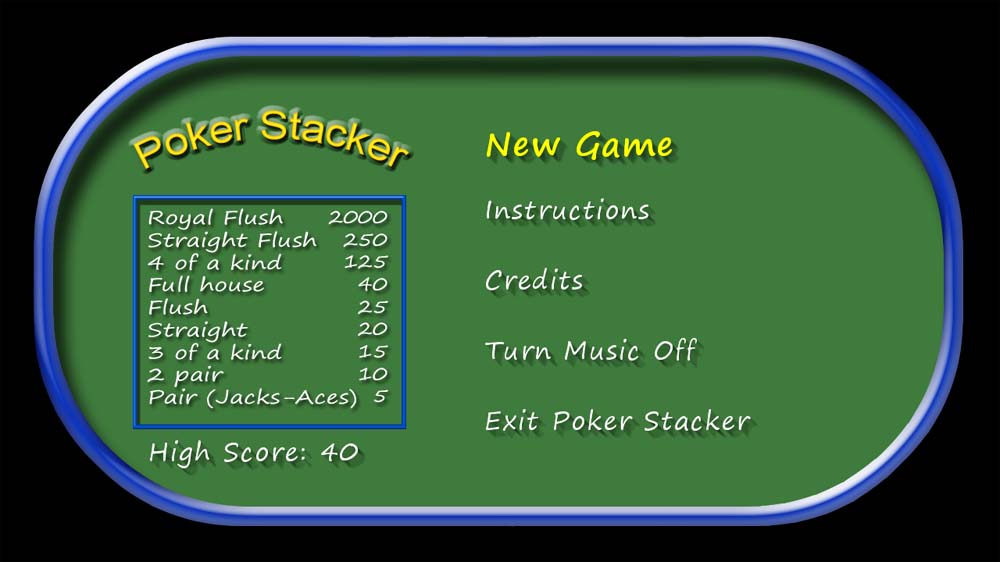 Poker Stacker
Royal Flush 2000
Straight Flush 250
4 of a kind 125
Full house 40
Flush 25
Straight 20
3 of a kind 15
2 pair 10
Pair (Jacks-Aces) 5
High Score: 40
New Game
Instructions
Credits
Turn Music Off
Exit Poker Stacker